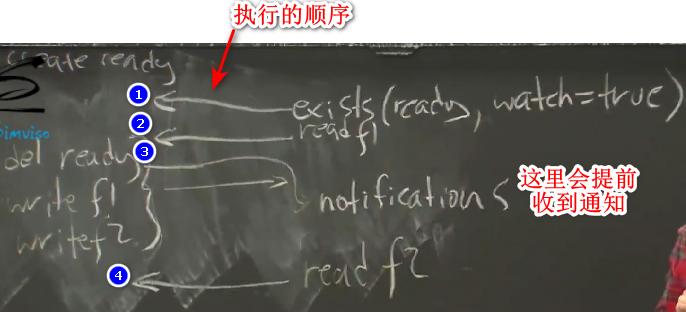 执行的顺序
create ready
1
exists(ready, watch=true)
2
read f1
Dimviso
3
del ready
write f1
notifications
这里会提前
收到通知
write f2
4
read f2